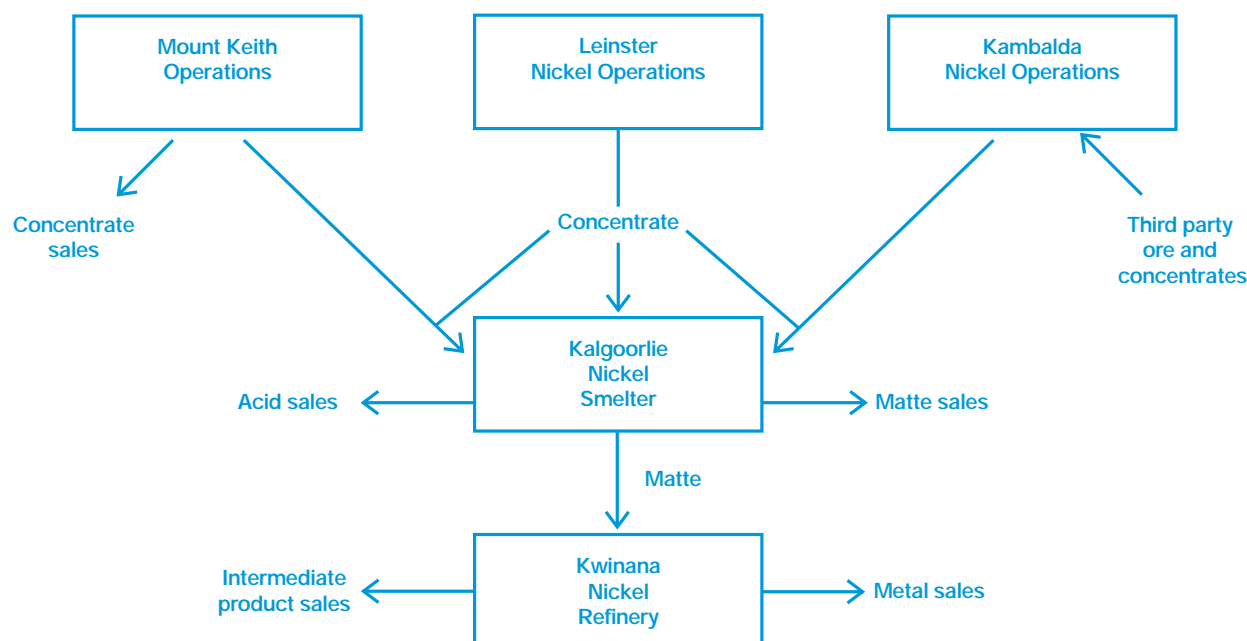 Mount Keith
Operations
Leinster
Nickel Operations
Kambalda
Nickel Operations
Concentrate
sales
Concentrate
Third party
ore and
concentrates
Kalgoorlie
Nickel
Smelter
Acid sales
Matte sales
Matte
Kwinana
Nickel
Refinery
Intermediate
product sales
Metal sales